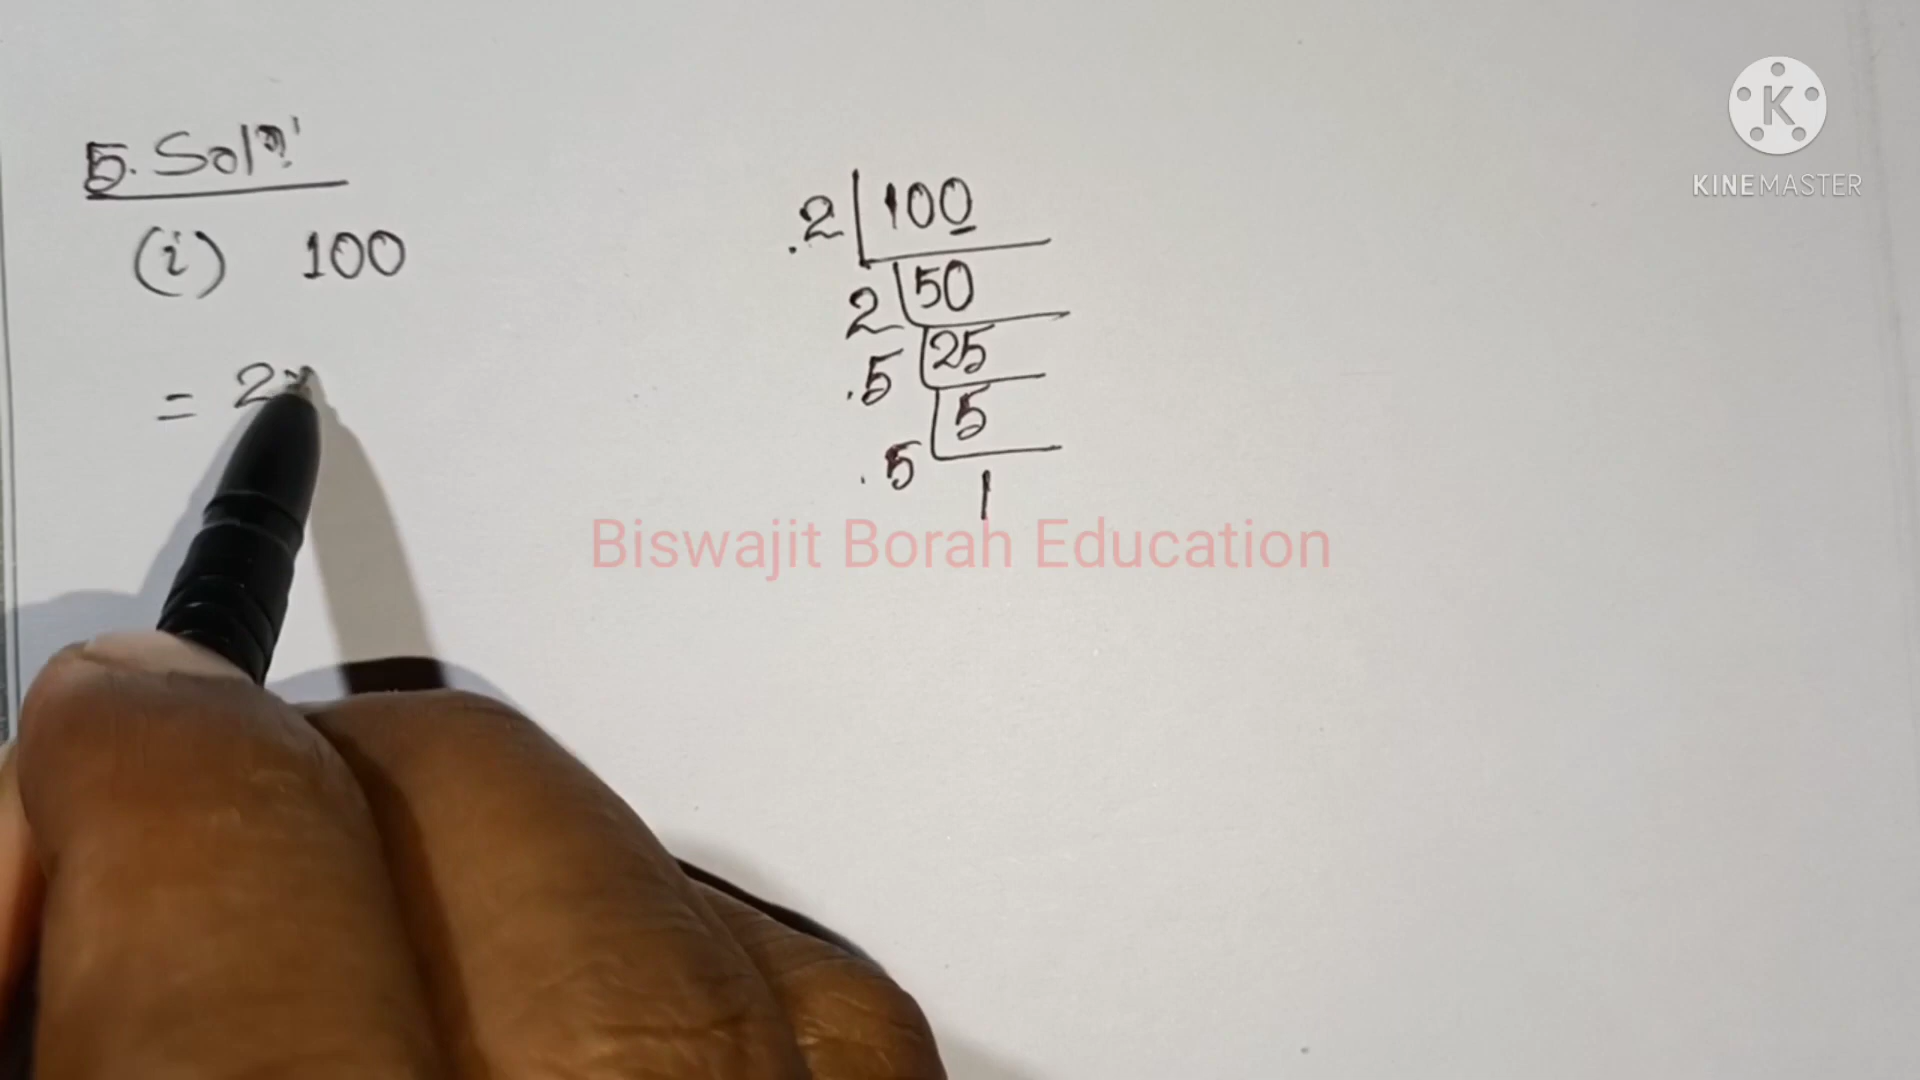 5. Solⁿ'
(i) 100
= 2×
.2 100
2 50
.5 25
.5 5
1
Biswajit Borah Education
K
KINEMASTER